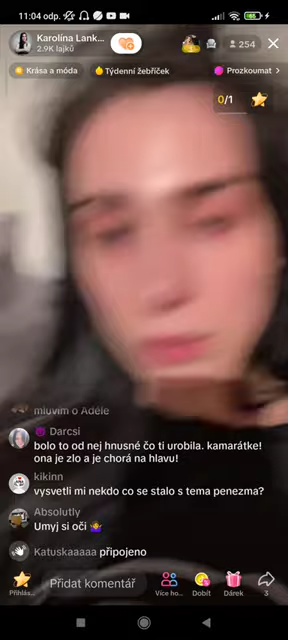 11:04 odp.
Karolína Lank...
2.9K lajků
254
Krása a móda
Týdenní žebříček
Prozkoumat >
0/1
mluvím o Adéle
Darcsi
bolo to od nej hnusné čo ti urobila. kamarátke!
ona je zlo a je chorá na hlavu!
kikinn
vysvetli mi nekdo co se stalo s tema penezma?
Absolutly
Umyj si oči 🤷‍♀️
Katuskaaaaa připojeno
Přihlás...
Přidat komentář
Více ho...
Dobít
Dárek
3